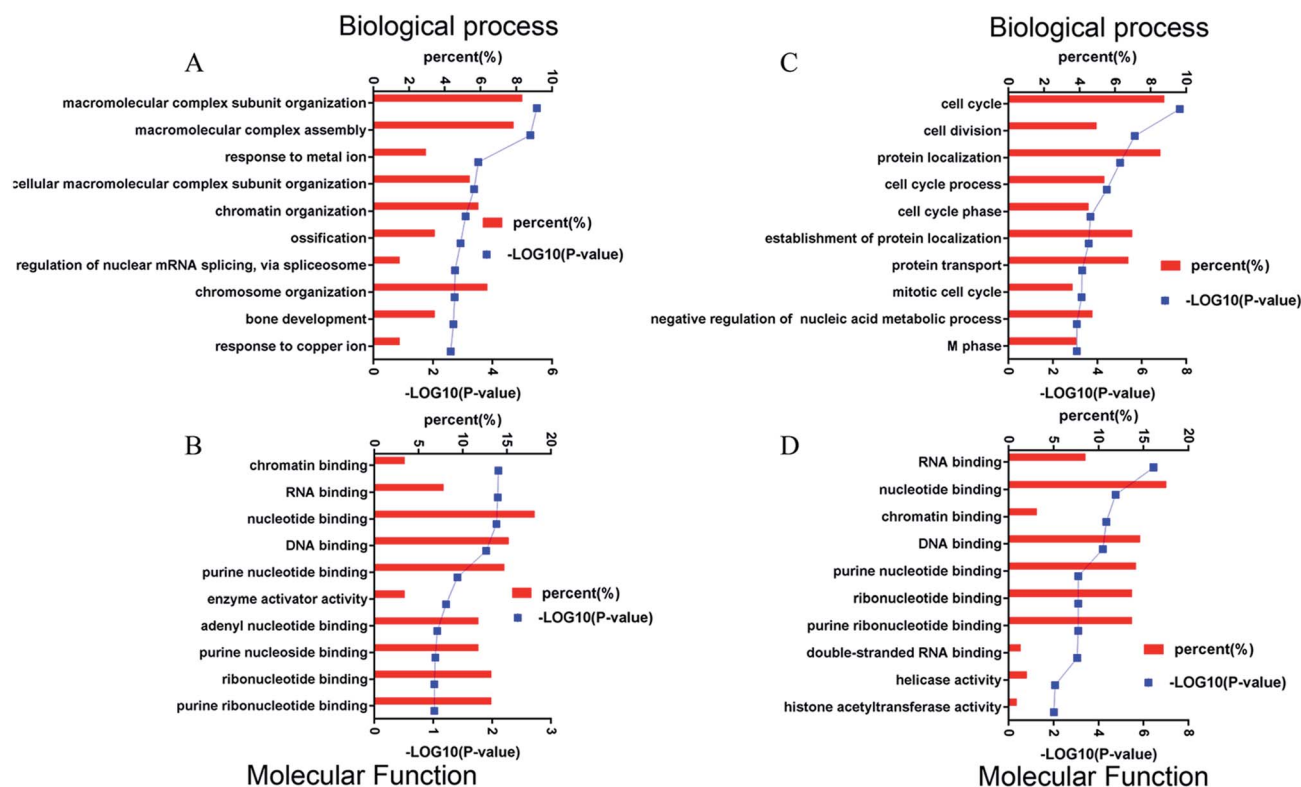 Biological process
A
percent(%)
0 2 4 6 8 10
macromolecular complex subunit organization
macromolecular complex assembly
response to metal ion
cellular macromolecular complex subunit organization
chromatin organization
ossification
regulation of nuclear mRNA splicing, via spliceosome
chromosome organization
bone development
response to copper ion
percent(%)
-LOG10(P-value)
0 2 4 6
-LOG10(P-value)
Biological process
C
percent(%)
0 2 4 6 8 10
cell cycle
cell division
protein localization
cell cycle process
cell cycle phase
establishment of protein localization
protein transport
mitotic cell cycle
negative regulation of nucleic acid metabolic process
M phase
percent(%)
-LOG10(P-value)
0 2 4 6 8
-LOG10(P-value)
B
percent(%)
0 5 10 15 20
chromatin binding
RNA binding
nucleotide binding
DNA binding
purine nucleotide binding
enzyme activator activity
adenyl nucleotide binding
purine nucleoside binding
ribonucleotide binding
purine ribonucleotide binding
percent(%)
-LOG10(P-value)
0 1 2 3
-LOG10(P-value)
Molecular Function
D
percent(%)
0 5 10 15 20
RNA binding
nucleotide binding
chromatin binding
DNA binding
purine nucleotide binding
ribonucleotide binding
purine ribonucleotide binding
double-stranded RNA binding
helicase activity
histone acetyltransferase activity
percent(%)
-LOG10(P-value)
0 2 4 6 8
-LOG10(P-value)
Molecular Function